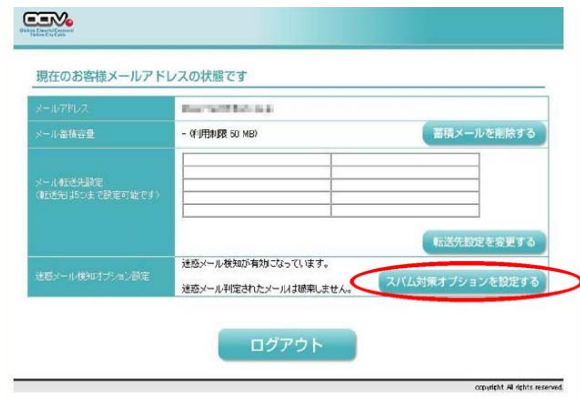 CCV
現在のお客様メールアドレスの状態です
メールアドレス
メール蓄積容量
- (利用制限 50 MB)
蓄積メールを削除する
メール転送先設定
(転送先は5つまで設定可能です)
転送先設定を変更する
迷惑メール検知オプション設定
迷惑メール検知が有効になっています。
迷惑メール判定されたメールは破棄しません。
スパム対策オプションを設定する
ログアウト
copyright All rights reserved.